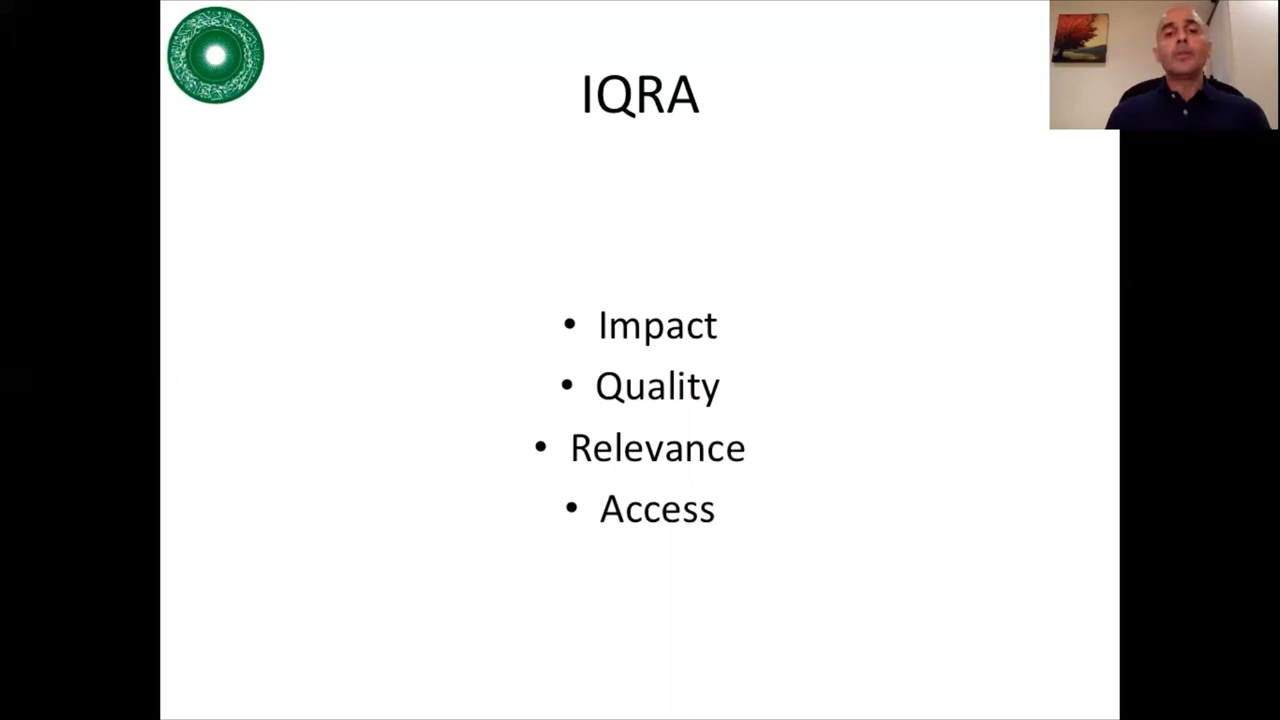 IQRA
• Impact
• Quality
• Relevance
• Access